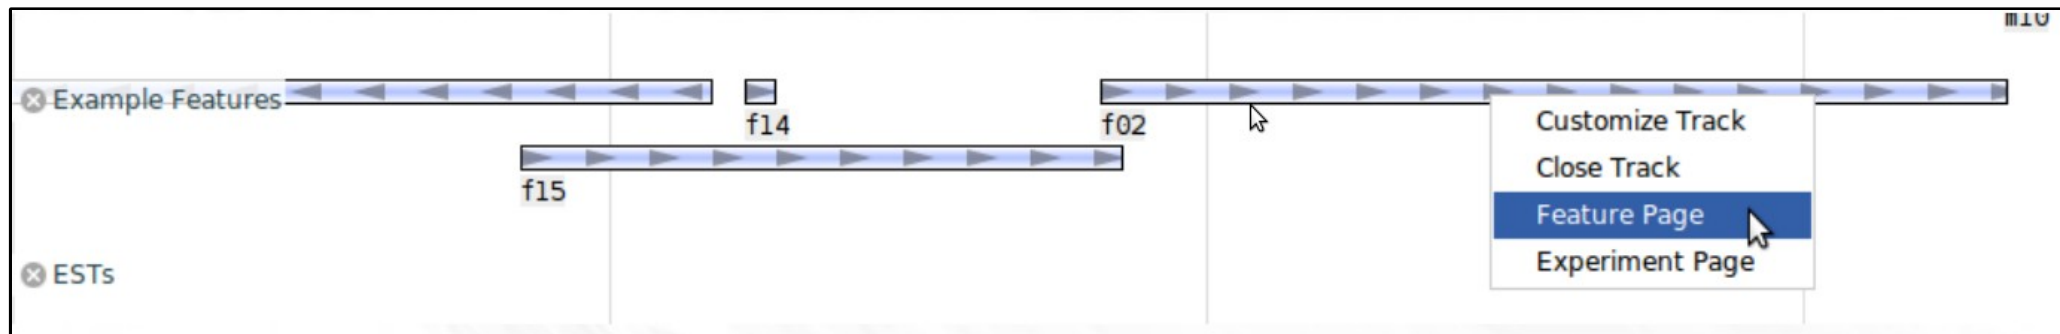 m10
Example Features
f14
f02
f15
Customize Track
Close Track
Feature Page
Experiment Page
ESTs